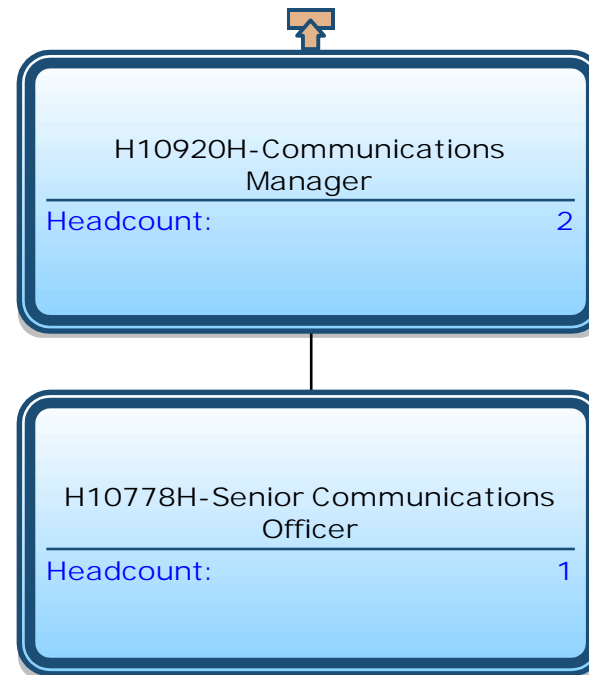 H10920H-Communications
Manager
Headcount: 2
H10778H-Senior Communications
Officer
Headcount: 1